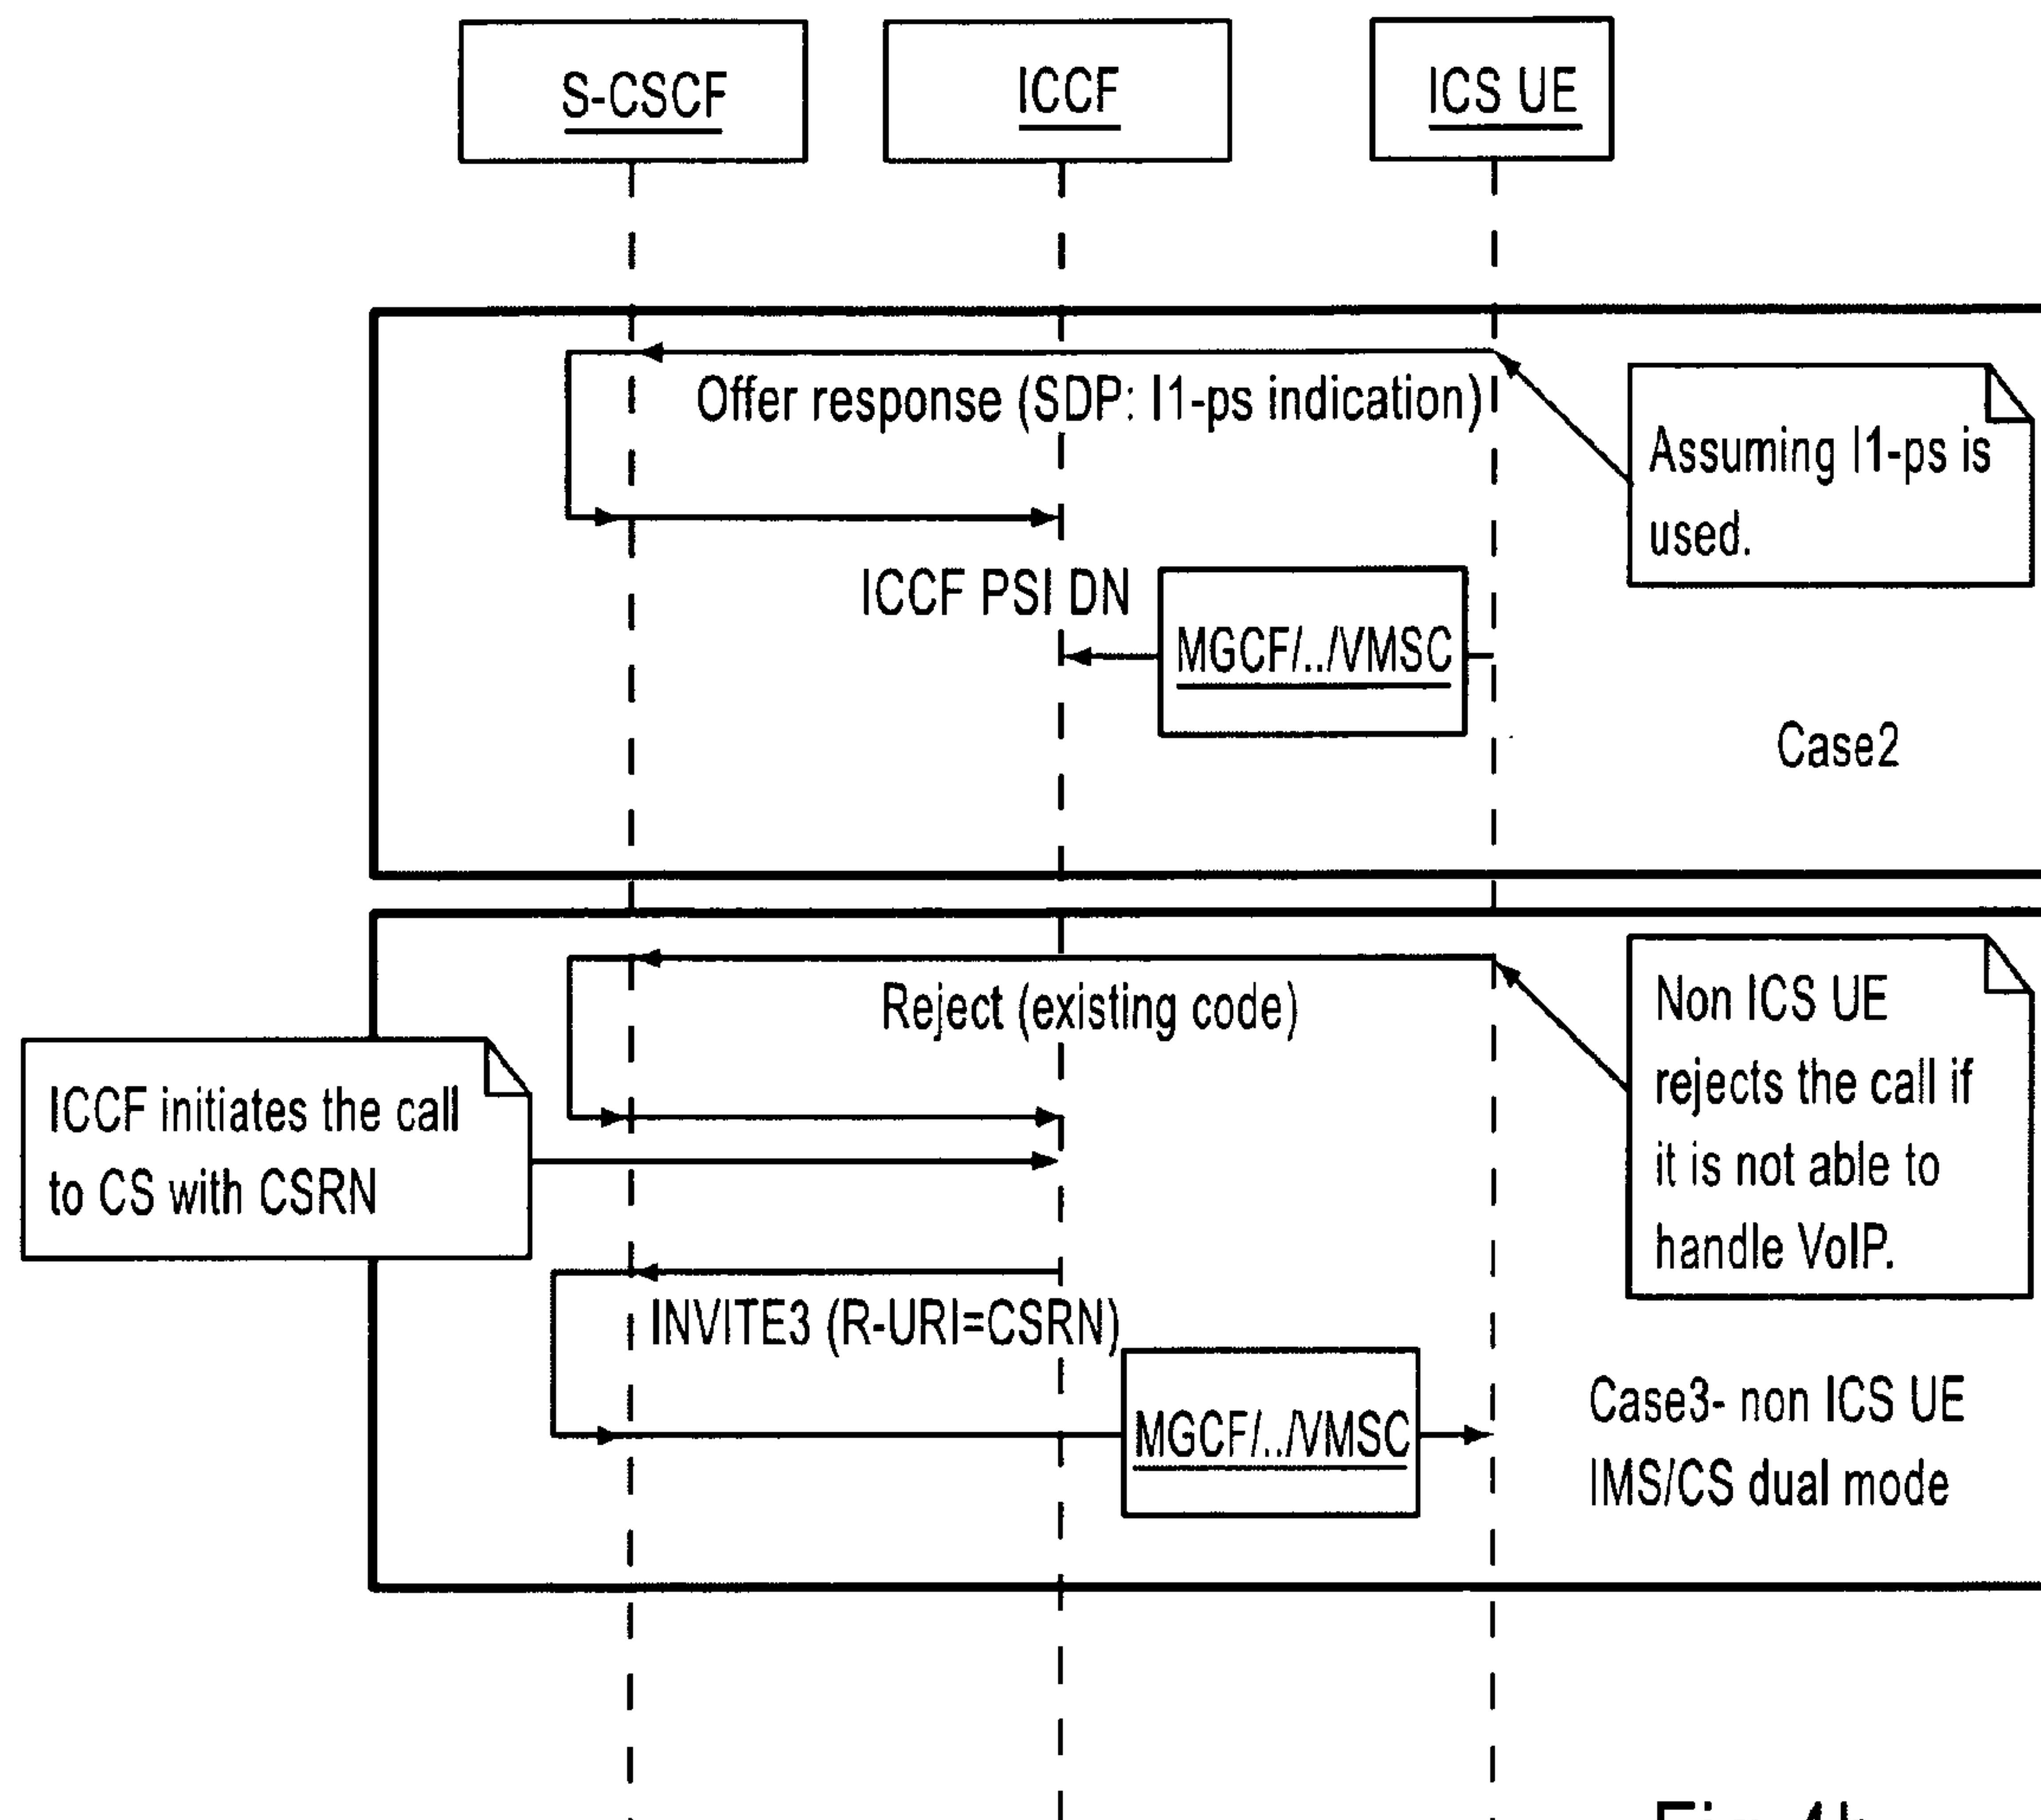 S-CSCF
ICCF
ICS UE
Offer response (SDP: I1-ps indication)
Assuming I1-ps is
used.
ICCF PSI DN
MGCF/../VMSC
Case2
Reject (existing code)
Non ICS UE
rejects the call if
it is not able to
handle VoIP.
ICCF initiates the call
to CS with CSRN
INVITE3 (R-URI=CSRN)
MGCF/../VMSC
Case3- non ICS UE
IMS/CS dual mode